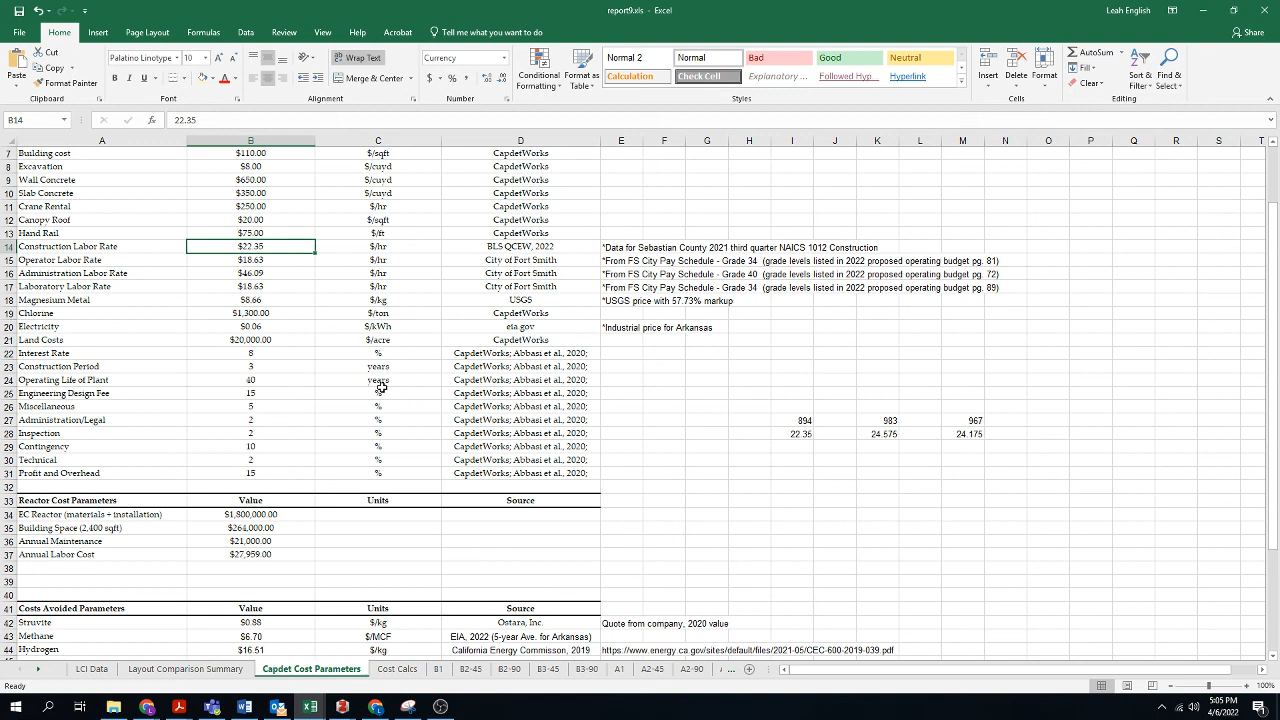 report9.xls - Excel
Leah English
File Home Insert Page Layout Formulas Data Review View Help Acrobat Tell me what you want to do Share
Paste Cut Copy Format Painter Clipboard
Palatino Linotype 10 B I U A Font
Wrap Text Merge & Center Alignment
Currency $ % , Number
Conditional Formatting Format as Table
Normal 2 Normal Bad Good Neutral
Calculation Check Cell Explanatory ... Followed Hyp... Hyperlink
Styles
Insert Delete Format Cells
AutoSum Fill Clear Sort & Filter Find & Select Editing
B14 fx 22.35
A B C D E F G H I J K L M N O P Q R S T
7 Building cost $110.00 $/sqft CapdetWorks
8 Excavation $8.00 $/cuyd CapdetWorks
9 Wall Concrete $650.00 $/cuyd CapdetWorks
10 Slab Concrete $350.00 $/cuyd CapdetWorks
11 Crane Rental $250.00 $/hr CapdetWorks
12 Canopy Roof $20.00 $/sqft CapdetWorks
13 Hand Rail $75.00 $/ft CapdetWorks
14 Construction Labor Rate $22.35 $/hr BLS QCEW, 2022 *Data for Sebastian County 2021 third quarter NAICS 1012 Construction
15 Operator Labor Rate $18.63 $/hr City of Fort Smith *From FS City Pay Schedule - Grade 34 (grade levels listed in 2022 proposed operating budget pg. 81)
16 Administration Labor Rate $46.09 $/hr City of Fort Smith *From FS City Pay Schedule - Grade 40 (grade levels listed in 2022 proposed operating budget pg. 72)
17 Laboratory Labor Rate $18.63 $/hr City of Fort Smith *From FS City Pay Schedule - Grade 34 (grade levels listed in 2022 proposed operating budget pg. 89)
18 Magnesium Metal $8.66 $/kg USGS *USGS price with 57.73% markup
19 Chlorine $1,300.00 $/ton CapdetWorks
20 Electricity $0.06 $/kWh eia gov *Industrial price for Arkansas
21 Land Costs $20,000.00 $/acre CapdetWorks
22 Interest Rate 8 % CapdetWorks; Abbasi et al., 2020;
23 Construction Period 3 years CapdetWorks; Abbasi et al., 2020;
24 Operating Life of Plant 40 years CapdetWorks; Abbasi et al., 2020;
25 Engineering Design Fee 15 % CapdetWorks; Abbasi et al., 2020;
26 Miscellaneous 5 % CapdetWorks; Abbasi et al., 2020;
27 Administration/Legal 2 % CapdetWorks; Abbasi et al., 2020; 894 983 967
28 Inspection 2 % CapdetWorks; Abbasi et al., 2020; 22.35 24.575 24.175
29 Contingency 10 % CapdetWorks; Abbasi et al., 2020;
30 Technical 2 % CapdetWorks; Abbasi et al., 2020;
31 Profit and Overhead 15 % CapdetWorks; Abbasi et al., 2020;
32
33 Reactor Cost Parameters Value Units Source
34 EC Reactor (materials + installation) $1,800,000.00
35 Building Space (2,400 sqft) $264,000.00
36 Annual Maintenance $21,000.00
37 Annual Labor Cost $27,959.00
38
39
40
41 Costs Avoided Parameters Value Units Source
42 Struvite $0.88 $/kg Ostara, Inc. Quote from company, 2020 value
43 Methane $6.70 $/MCF EIA, 2022 (5-year Ave. for Arkansas)
44 Hydrogen $16.51 $/kg California Energy Commisson, 2019 https://www.energy.ca.gov/sites/default/files/2021-05/CEC-600-2019-039.pdf
... LCI Data Layout Comparison Summary Capdet Cost Parameters Cost Calcs B1 B2-45 B2-90 B3-45 B3-90 A1 A2-45 A2-90 ...
Ready 100%
5:05 PM
4/6/2022